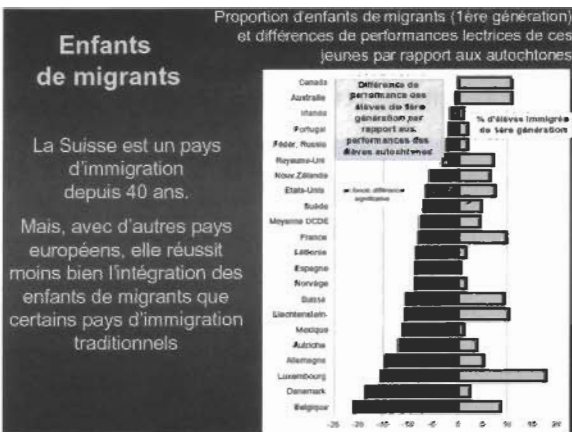 Proportion d'enfants de migrants (1ère génération)
et différences de performances lectrices de ces
jeunes par rapport aux autochtones
Enfants
de migrants
La Suisse est un pays
d'immigration
depuis 40 ans.
Mais, avec d'autres pays
européens, elle réussit
moins bien l'intégration des
enfants de migrants que
certains pays d'immigration
traditionnels
Différence de
performance des
élèves de 1ère
génération par
rapport aux
performances des
élèves autochtones
% d'élèves immigrés
de 1ère génération
différence
significative
Canada
Australie
Irlande
Portugal
Fédér. Russie
Royaume-Uni
Nouv Zélande
Etats-Unis
Suède
Moyenne OCDE
France
Lettonie
Espagne
Norvège
Suisse
Liechtenstein
Mexique
Autriche
Allemagne
Luxembourg
Danemark
Belgique
-25 -20 -15 -10 -5 0 5 10 15 20